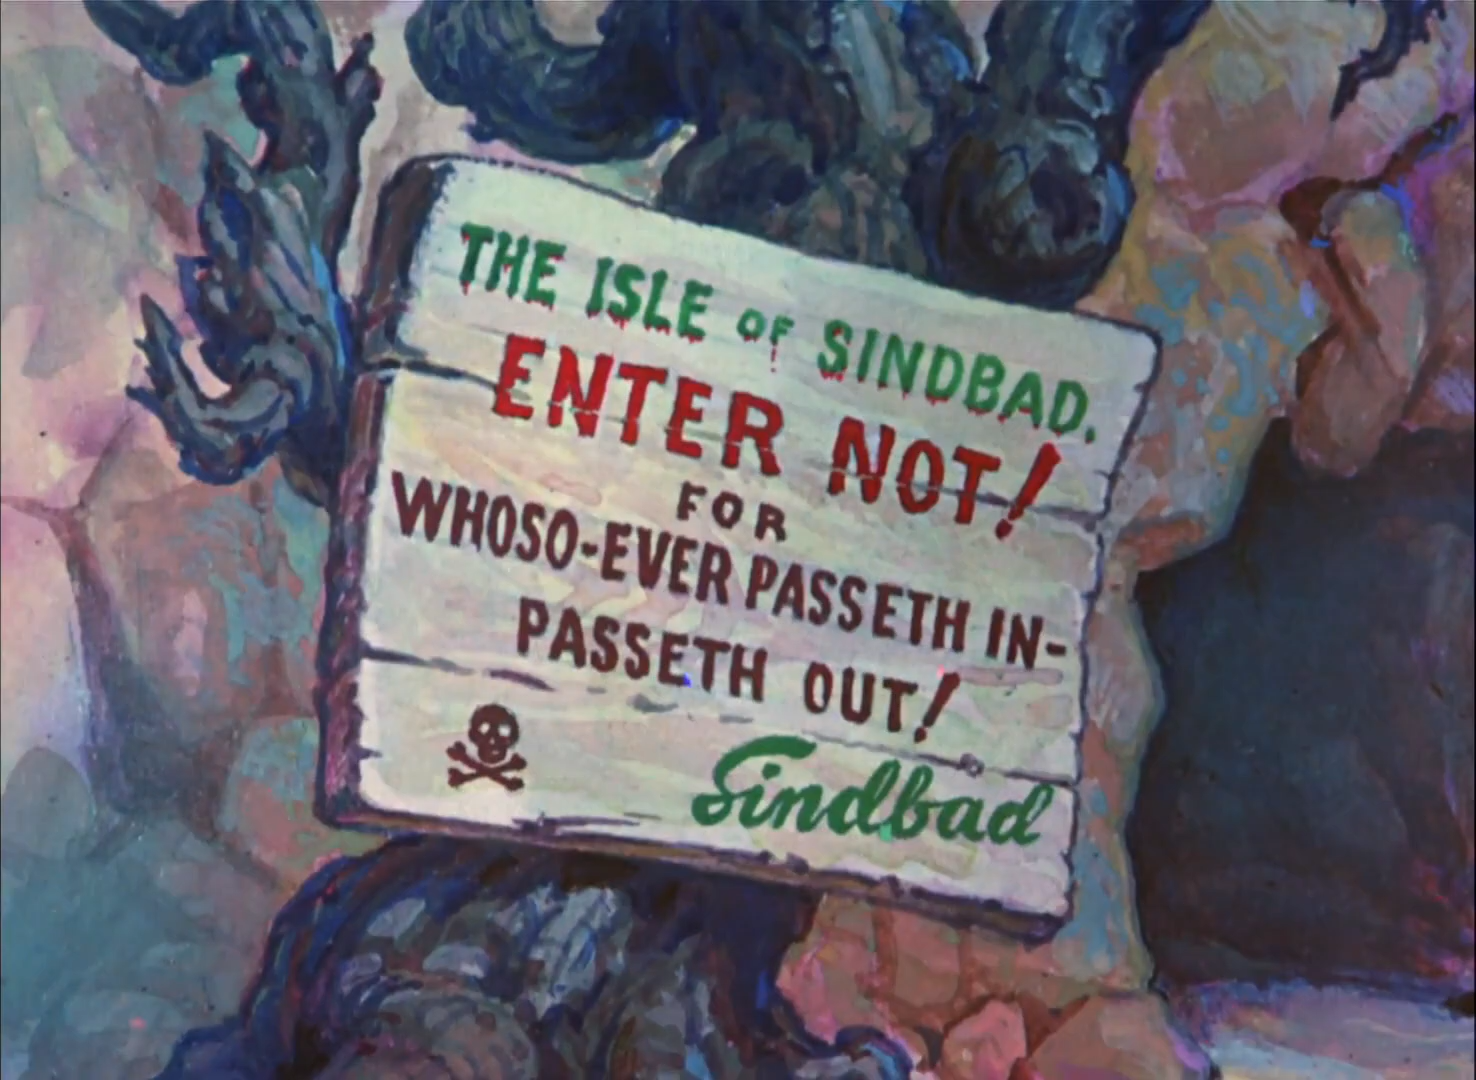 THE ISLE OF SINDBAD.
ENTER NOT!
FOR
WHOSO-EVER PASSETH IN-
PASSETH OUT!
Sindbad